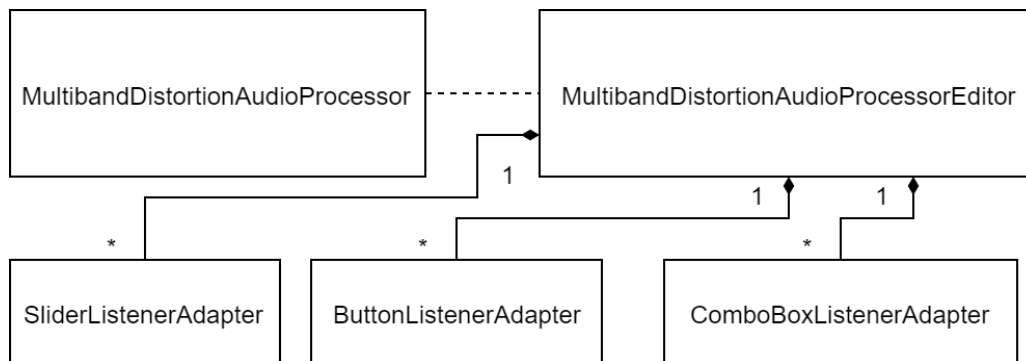 MultibandDistortionAudioProcessor
MultibandDistortionAudioProcessorEditor
1
1
1
*
*
*
SliderListenerAdapter
ButtonListenerAdapter
ComboBoxListenerAdapter